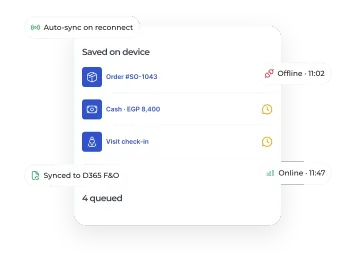 Auto-sync on reconnect
Saved on device
Order #SO-1043
Offline · 11:02
Cash · EGP 8,400
Visit check-in
Synced to D365 F&O
Online · 11:47
4 queued